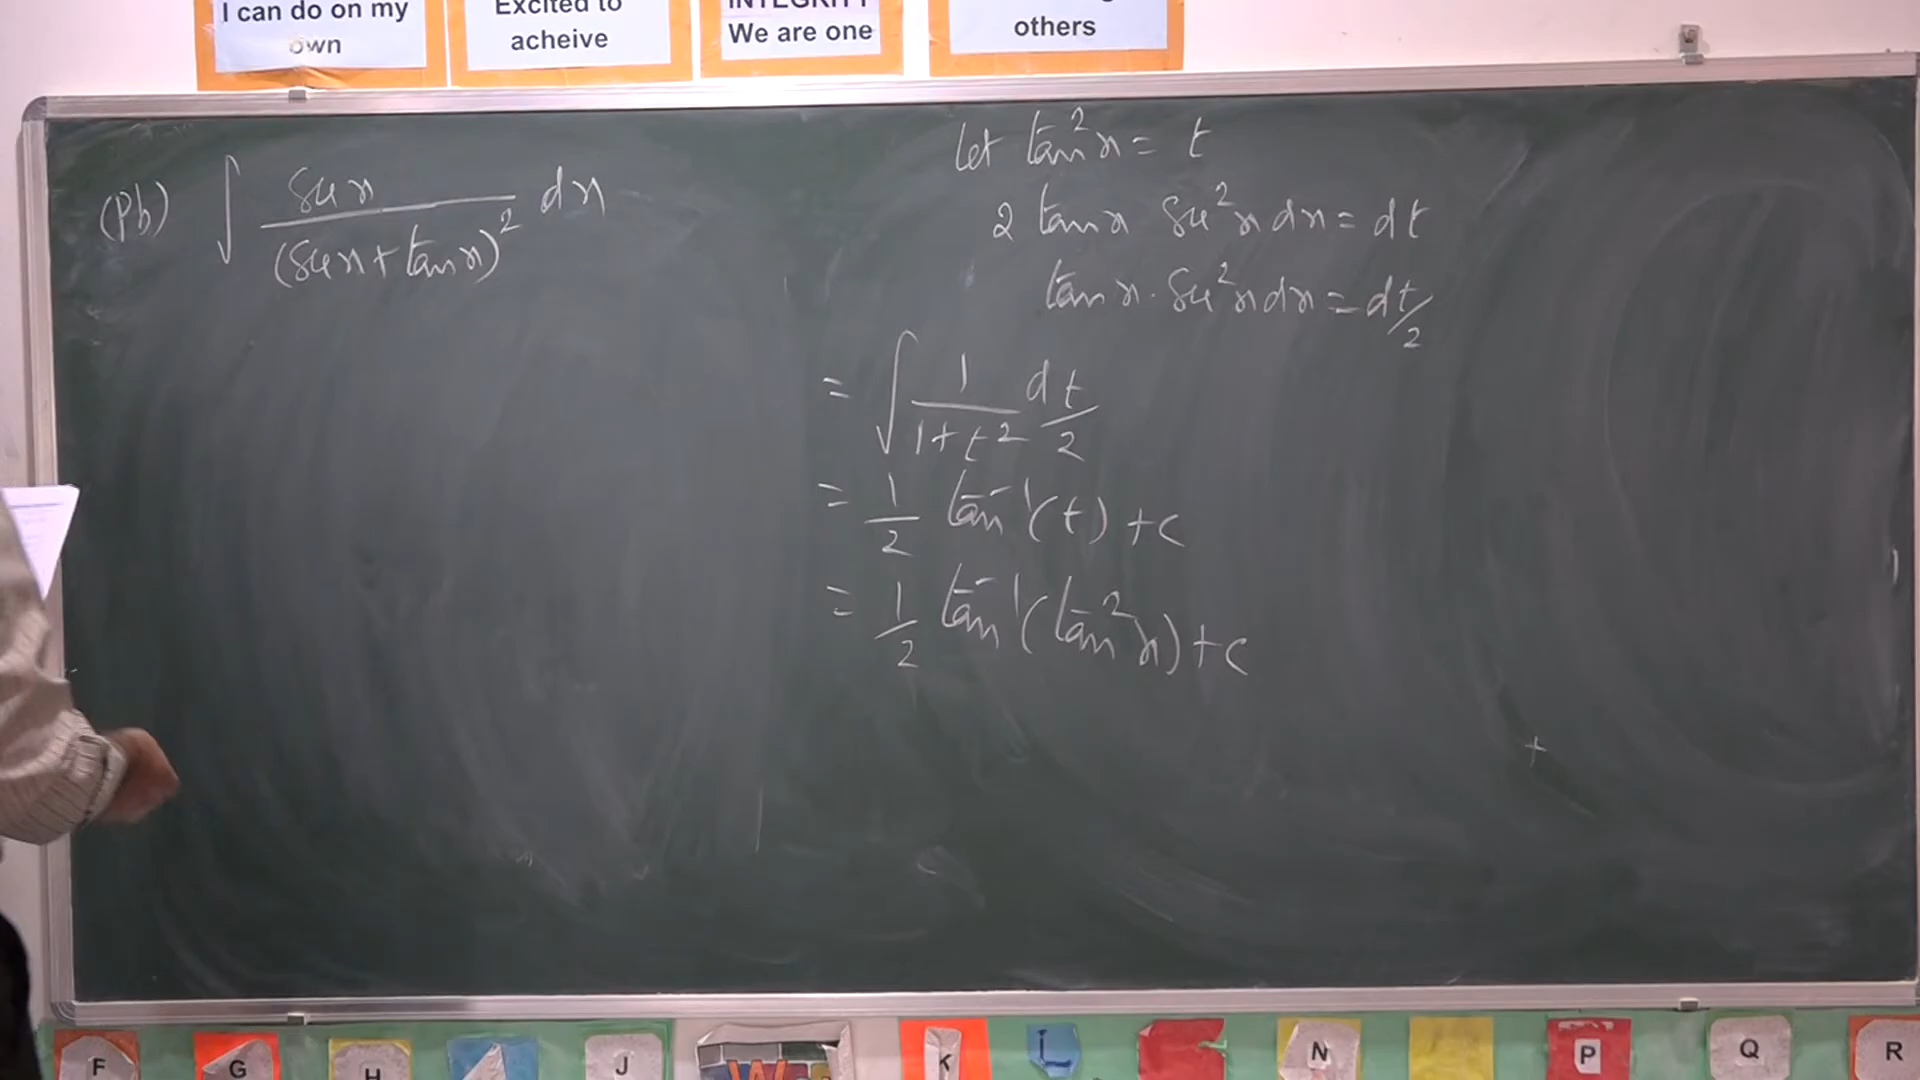 I can do on my
own
Excited to
acheive
INTEGRITY
We are one
others
(Pb) ∫ sec x / (sec x + tan x)² dx
let tan²x = t
2 tan x sec²x dx = dt
tan x · sec²x dx = dt/2
= ∫ 1/(1+t²) dt/2
= 1/2 tan⁻¹(t) + c
= 1/2 tan⁻¹(tan²x) + c
F
G
H
J
K
L
N
P
Q
R